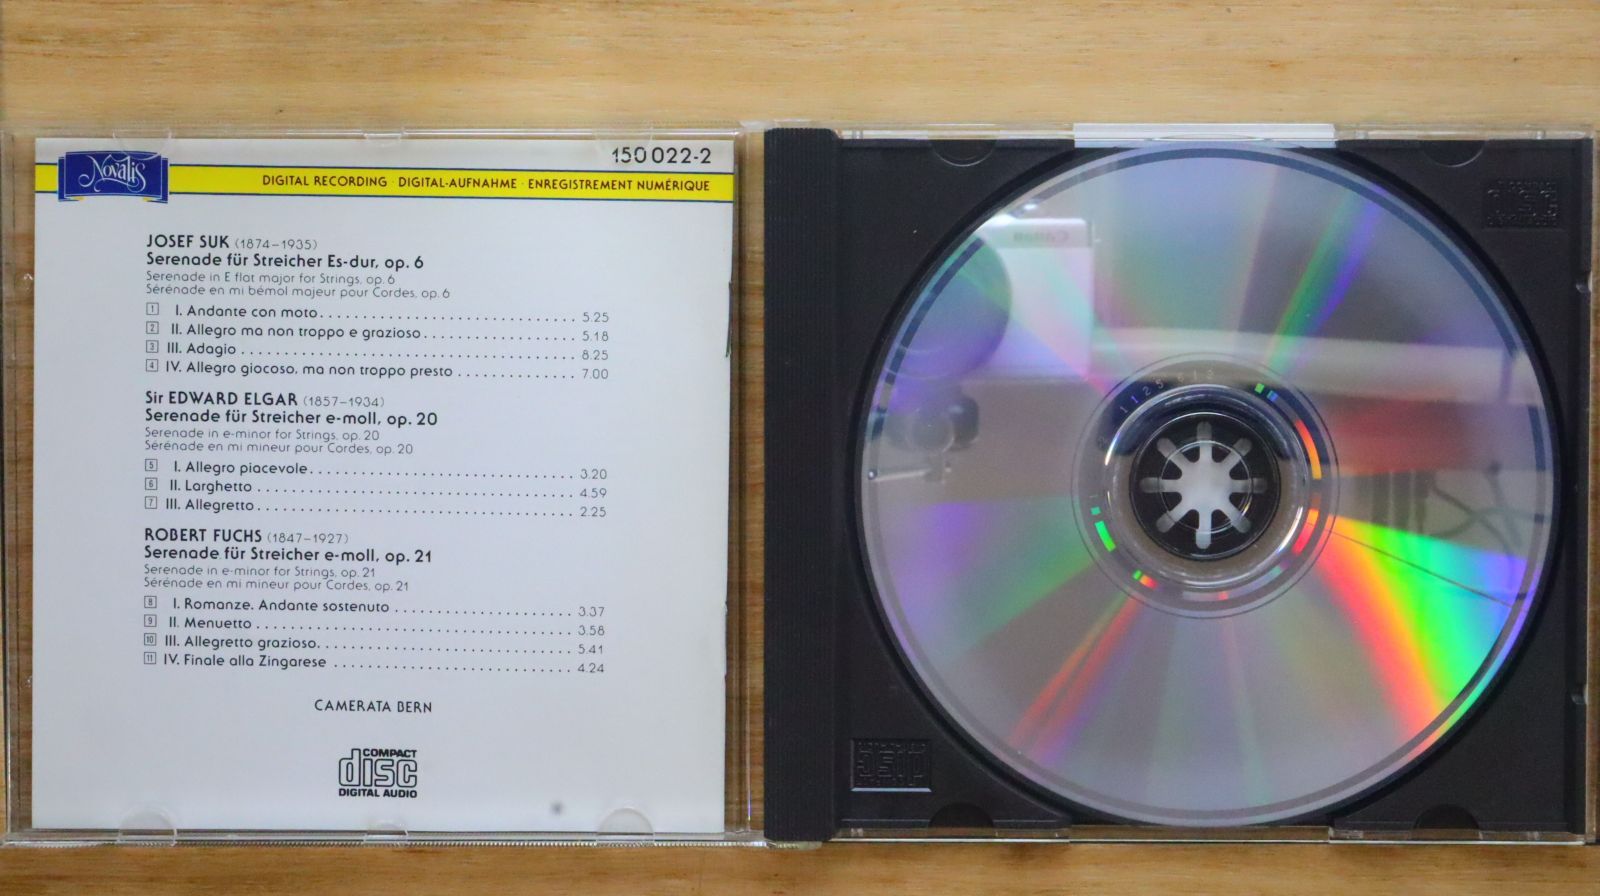 Novalis
150 022-2
DIGITAL RECORDING · DIGITAL-AUFNAHME · ENREGISTREMENT NUMÉRIQUE
JOSEF SUK (1874–1935)
Serenade für Streicher Es-dur, op. 6
Serenade in E flat major for Strings, op. 6
Sérénade en mi bémol majeur pour Cordes, op. 6
1 I. Andante con moto 5.25
2 II. Allegro ma non troppo e grazioso 5.18
3 III. Adagio 8.25
4 IV. Allegro giocoso, ma non troppo presto 7.00
Sir EDWARD ELGAR (1857–1934)
Serenade für Streicher e-moll, op. 20
Serenade in e-minor for Strings, op. 20
Sérénade en mi mineur pour Cordes, op. 20
5 I. Allegro piacevole 3.20
6 II. Larghetto 4.59
7 III. Allegretto 2.25
ROBERT FUCHS (1847–1927)
Serenade für Streicher e-moll, op. 21
Serenade in e-minor for Strings, op. 21
Sérénade en mi mineur pour Cordes, op. 21
8 I. Romanze. Andante sostenuto 3.37
9 II. Menuetto 3.58
10 III. Allegretto grazioso 5.41
11 IV. Finale alla Zingarese 4.24
CAMERATA BERN
COMPACT
disc
DIGITAL AUDIO
Canon